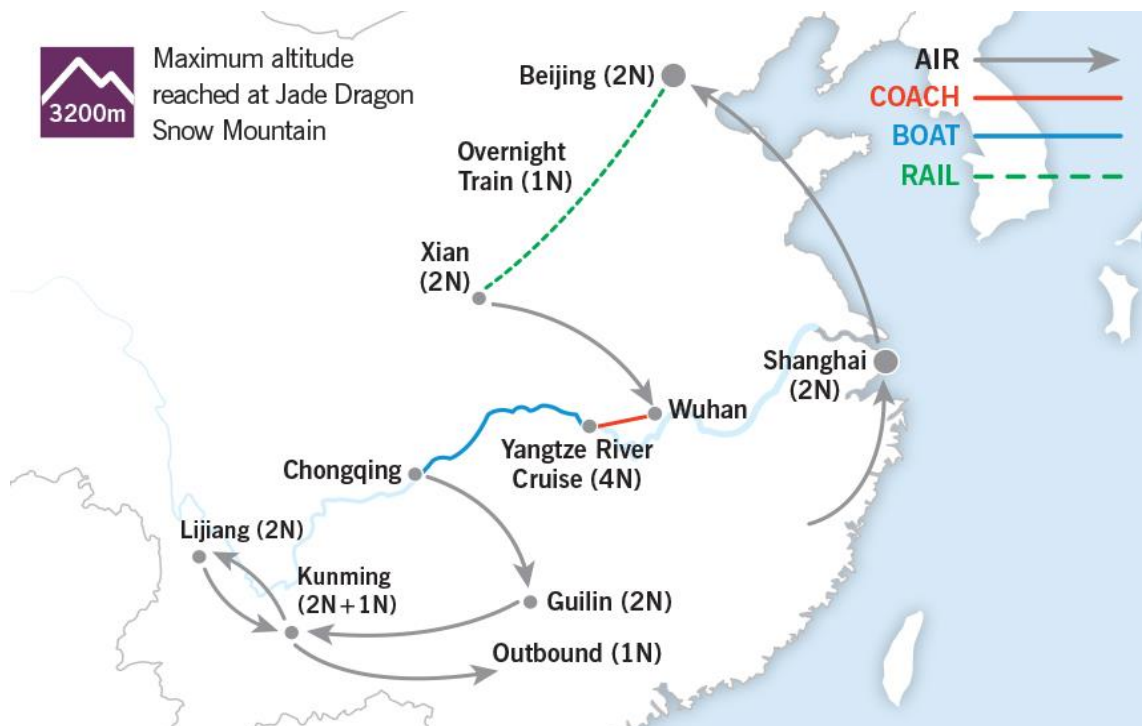 Maximum altitude
reached at Jade Dragon
Snow Mountain
3200m
AIR
COACH
BOAT
RAIL
Beijing (2N)
Overnight
Train (1N)
Xian
(2N)
Shanghai
(2N)
Wuhan
Yangtze River
Cruise (4N)
Chongqing
Lijiang (2N)
Kunming
(2N+1N)
Guilin (2N)
Outbound (1N)